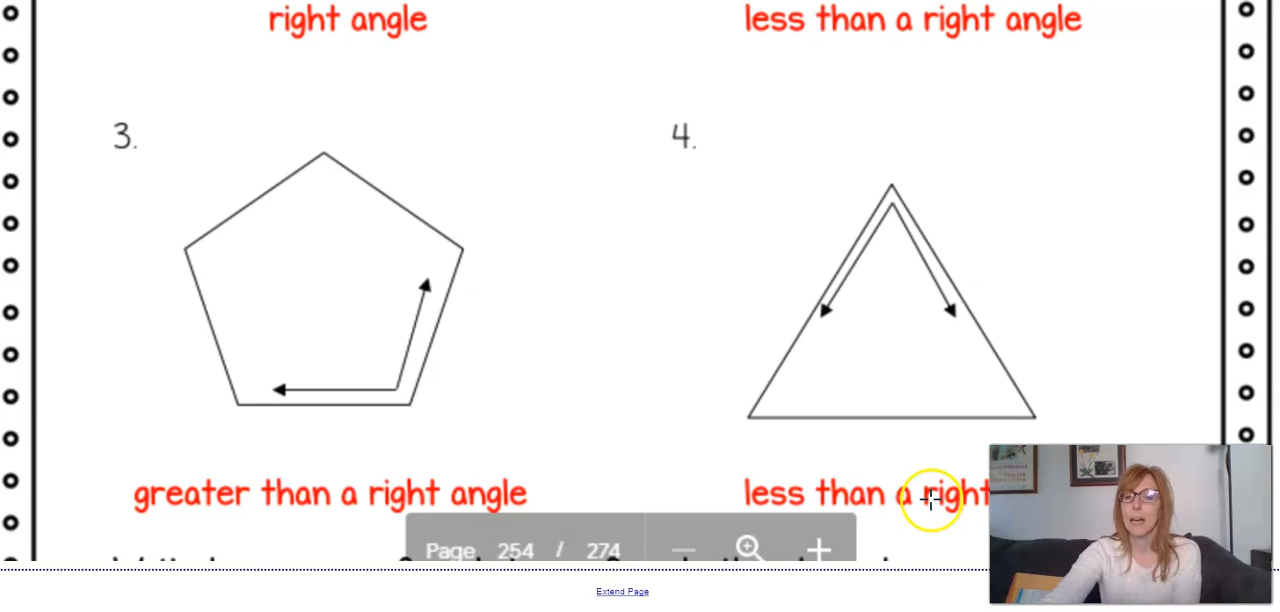 right angle
less than a right angle
3.
4.
greater than a right angle
less than a right
Page 254 / 274
Extend Page